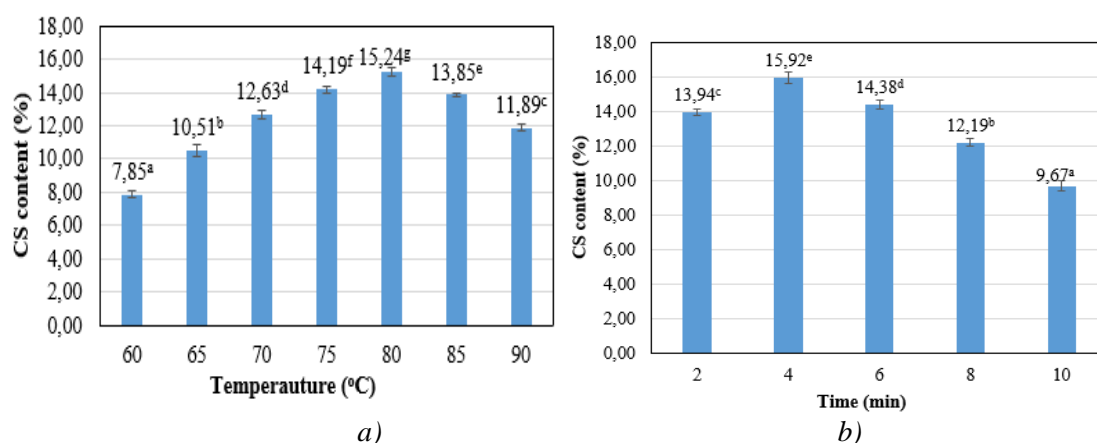 18,00
16,00
14,00
12,00
10,00
8,00
6,00
4,00
2,00
0,00
CS content (%)
7,85ᵃ
10,51ᵇ
12,63ᵈ
14,19ᶠ
15,24ᵍ
13,85ᵉ
11,89ᶜ
60 65 70 75 80 85 90
Temperauture (ºC)
a)
18,00
16,00
14,00
12,00
10,00
8,00
6,00
4,00
2,00
0,00
CS content (%)
13,94ᶜ
15,92ᵉ
14,38ᵈ
12,19ᵇ
9,67ᵃ
2 4 6 8 10
Time (min)
b)